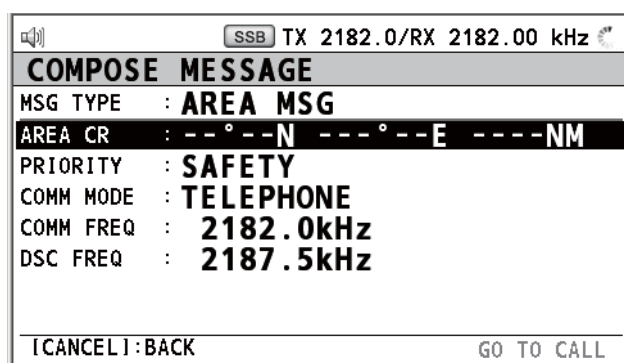 SSB TX 2182.0/RX 2182.00 kHz
COMPOSE MESSAGE
MSG TYPE : AREA MSG
AREA CR : --°--N ---°--E ----NM
PRIORITY : SAFETY
COMM MODE : TELEPHONE
COMM FREQ : 2182.0kHz
DSC FREQ : 2187.5kHz
[CANCEL]:BACK GO TO CALL